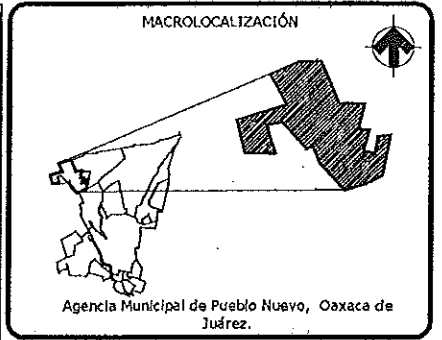 MACROLOCALIZACIÓN
Agencia Municipal de Pueblo Nuevo, Oaxaca de
Juárez.